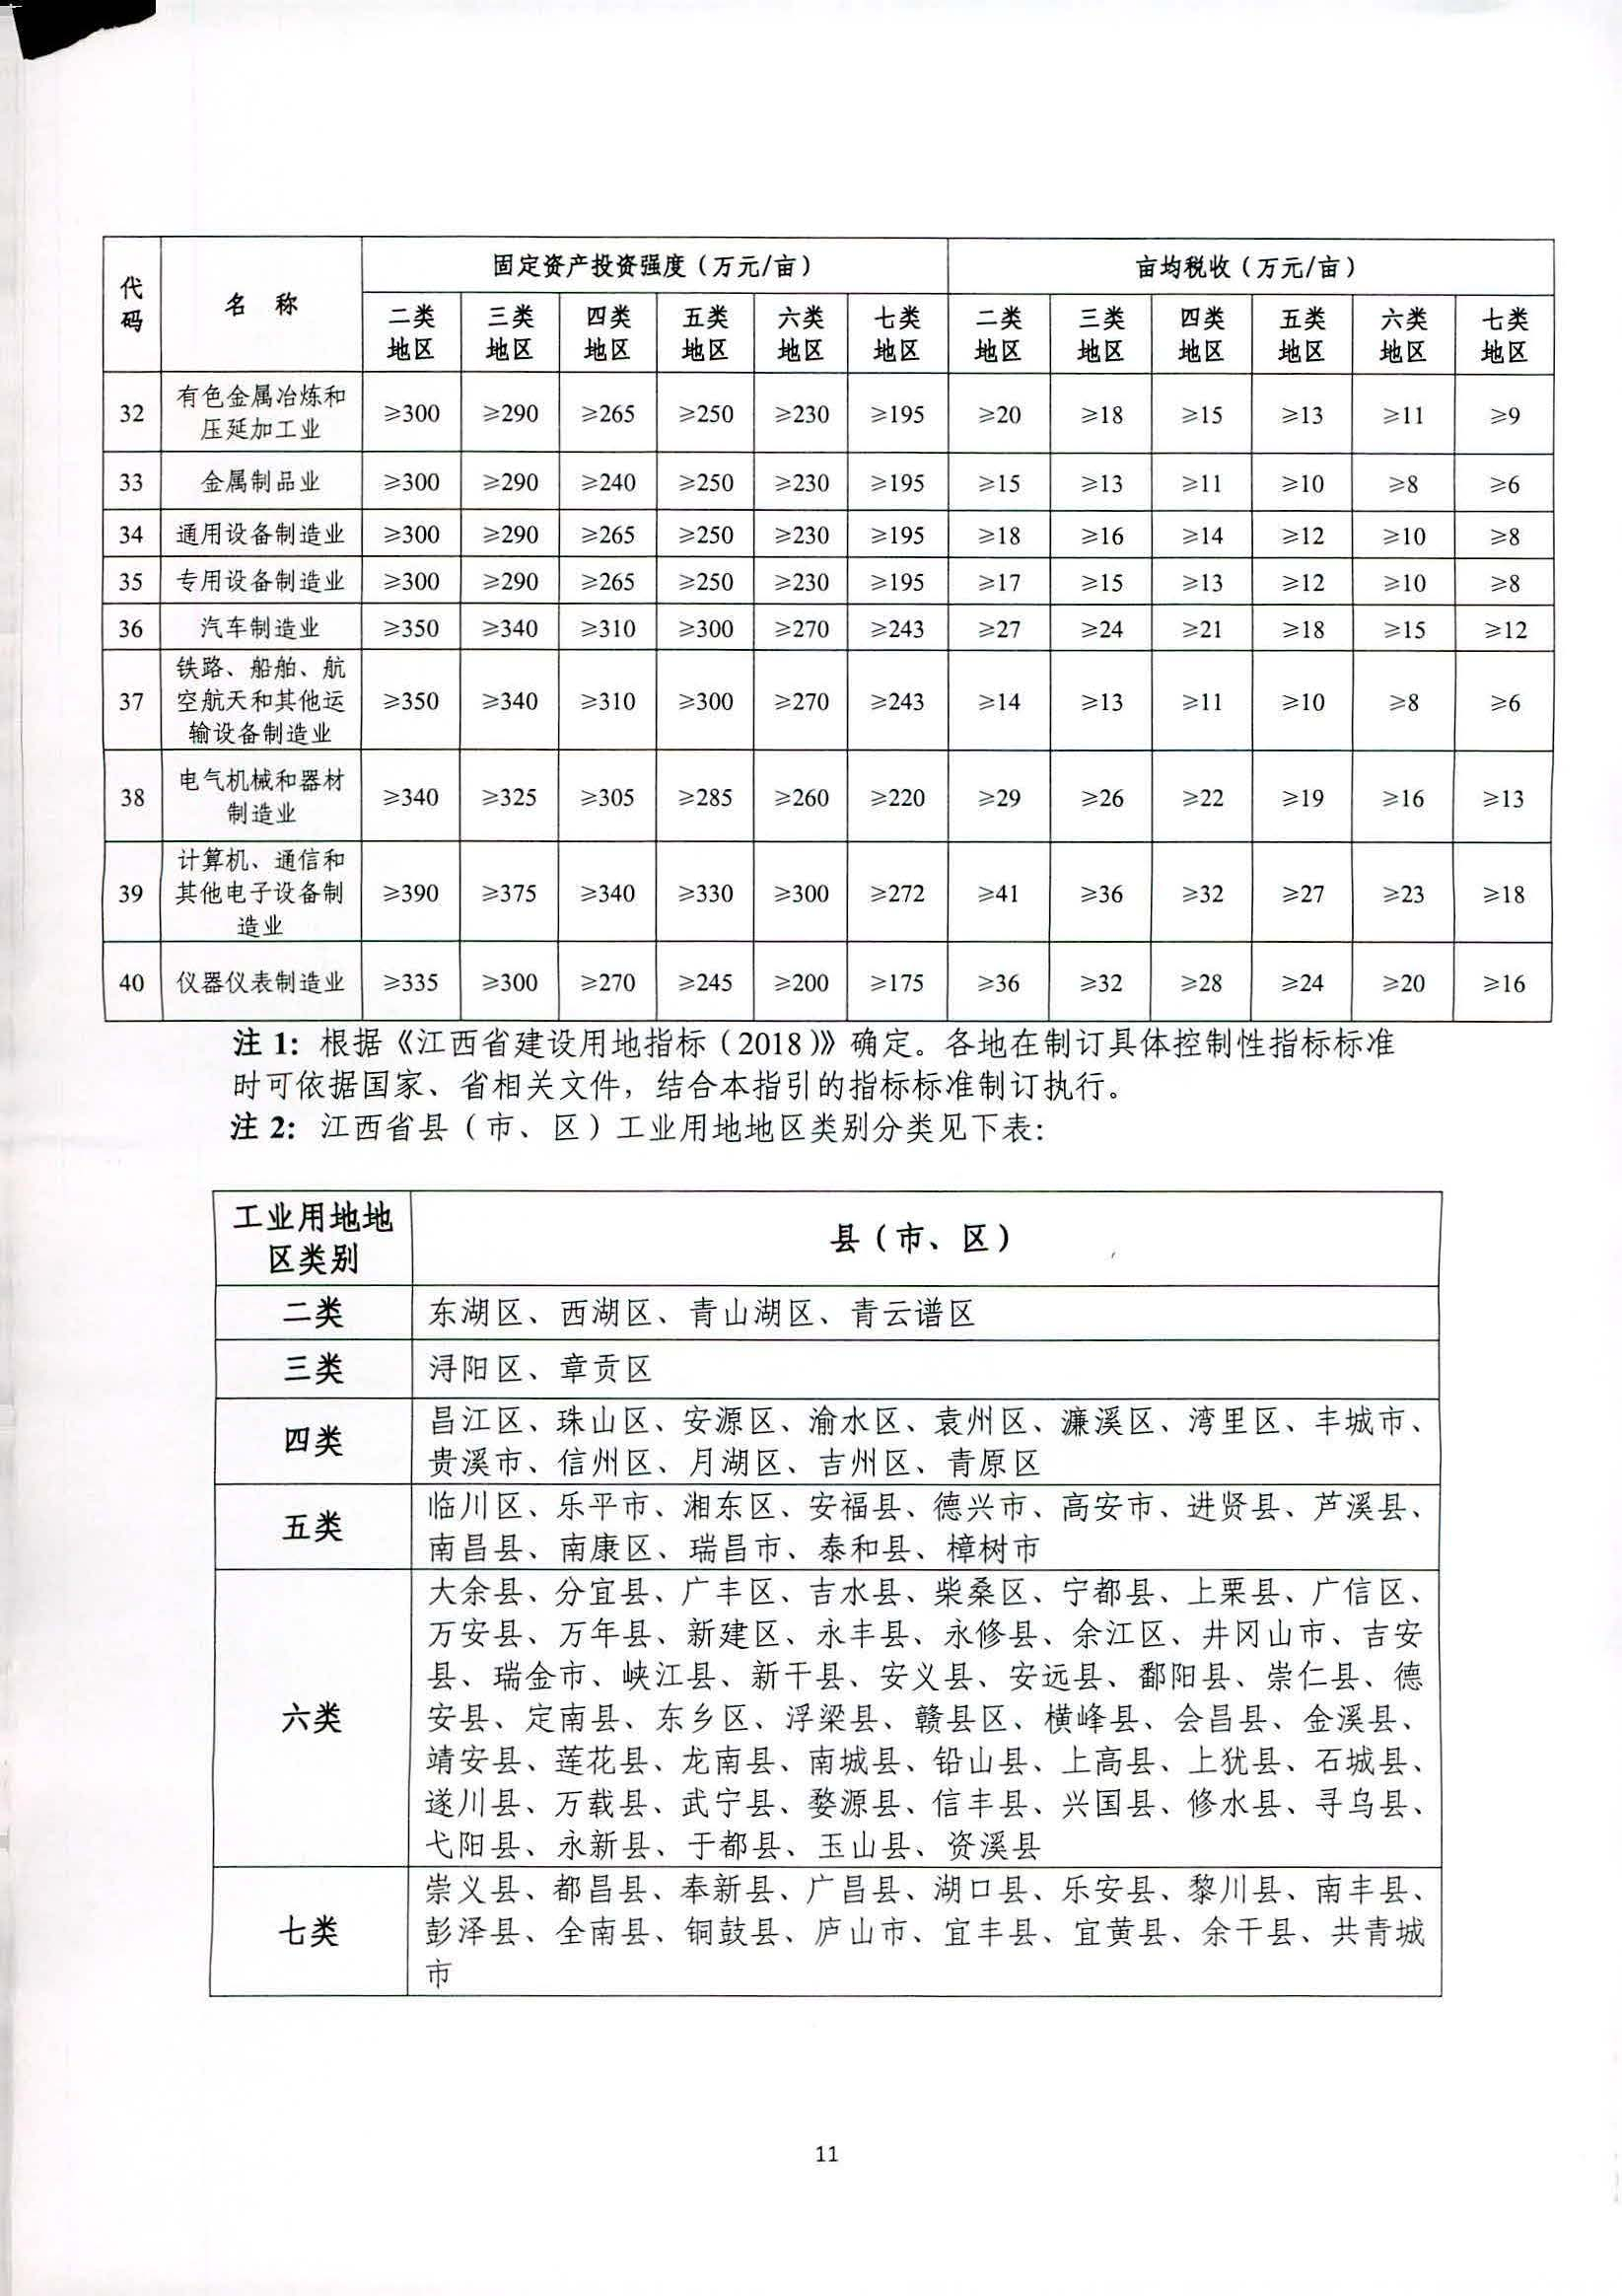 代码 名 称 固定资产投资强度（万元/亩） 亩均税收（万元/亩）
二类地区 三类地区 四类地区 五类地区 六类地区 七类地区 二类地区 三类地区 四类地区 五类地区 六类地区 七类地区
32 有色金属冶炼和压延加工业 ≥300 ≥290 ≥265 ≥250 ≥230 ≥195 ≥20 ≥18 ≥15 ≥13 ≥11 ≥9
33 金属制品业 ≥300 ≥290 ≥240 ≥250 ≥230 ≥195 ≥15 ≥13 ≥11 ≥10 ≥8 ≥6
34 通用设备制造业 ≥300 ≥290 ≥265 ≥250 ≥230 ≥195 ≥18 ≥16 ≥14 ≥12 ≥10 ≥8
35 专用设备制造业 ≥300 ≥290 ≥265 ≥250 ≥230 ≥195 ≥17 ≥15 ≥13 ≥12 ≥10 ≥8
36 汽车制造业 ≥350 ≥340 ≥310 ≥300 ≥270 ≥243 ≥27 ≥24 ≥21 ≥18 ≥15 ≥12
37 铁路、船舶、航空航天和其他运输设备制造业 ≥350 ≥340 ≥310 ≥300 ≥270 ≥243 ≥14 ≥13 ≥11 ≥10 ≥8 ≥6
38 电气机械和器材制造业 ≥340 ≥325 ≥305 ≥285 ≥260 ≥220 ≥29 ≥26 ≥22 ≥19 ≥16 ≥13
39 计算机、通信和其他电子设备制造业 ≥390 ≥375 ≥340 ≥330 ≥300 ≥272 ≥41 ≥36 ≥32 ≥27 ≥23 ≥18
40 仪器仪表制造业 ≥335 ≥300 ≥270 ≥245 ≥200 ≥175 ≥36 ≥32 ≥28 ≥24 ≥20 ≥16
注 1：根据《江西省建设用地指标（2018）》确定。各地在制订具体控制性指标标准
时可依据国家、省相关文件，结合本指引的指标标准制订执行。
注 2：江西省县（市、区）工业用地地区类别分类见下表：
工业用地地区类别 县（市、区）
二类 东湖区、西湖区、青山湖区、青云谱区
三类 浔阳区、章贡区
四类 昌江区、珠山区、安源区、渝水区、袁州区、濂溪区、湾里区、丰城市、
贵溪市、信州区、月湖区、吉州区、青原区
五类 临川区、乐平市、湘东区、安福县、德兴市、高安市、进贤县、芦溪县、
南昌县、南康区、瑞昌市、泰和县、樟树市
六类 大余县、分宜县、广丰区、吉水县、柴桑区、宁都县、上栗县、广信区、
万安县、万年县、新建区、永丰县、永修县、余江区、井冈山市、吉安
县、瑞金市、峡江县、新干县、安义县、安远县、鄱阳县、崇仁县、德
安县、定南县、东乡区、浮梁县、赣县区、横峰县、会昌县、金溪县、
靖安县、莲花县、龙南县、南城县、铅山县、上高县、上犹县、石城县、
遂川县、万载县、武宁县、婺源县、信丰县、兴国县、修水县、寻乌县、
弋阳县、永新县、于都县、玉山县、资溪县
七类 崇义县、都昌县、奉新县、广昌县、湖口县、乐安县、黎川县、南丰县、
彭泽县、全南县、铜鼓县、庐山市、宜丰县、宜黄县、余干县、共青城
市
11